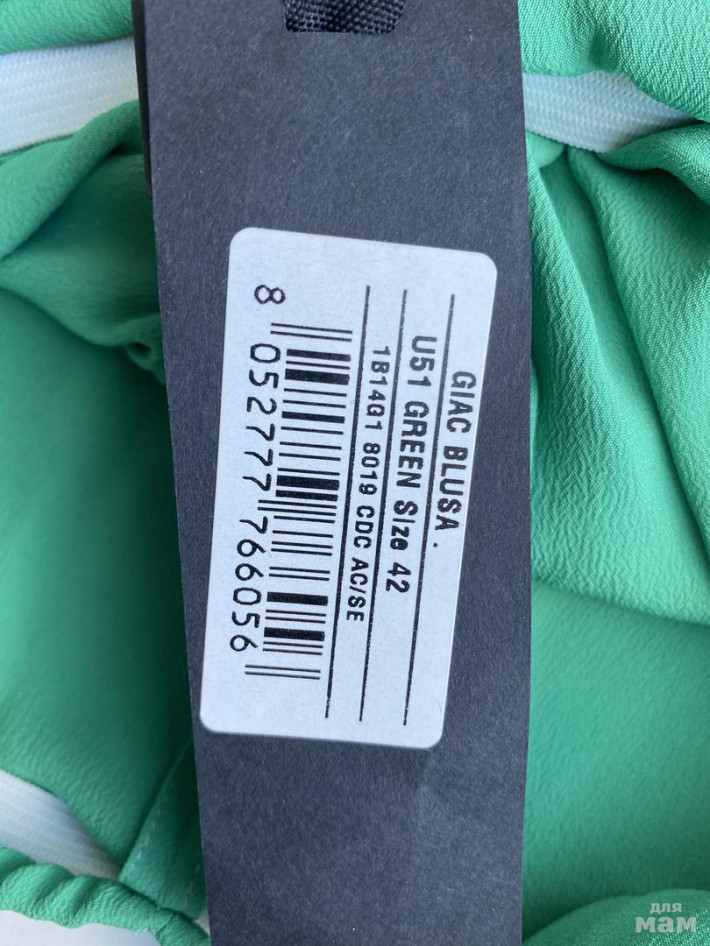 GIAC BLUSA .
U51 GREEN Size 42
1B14G1 8019 CDC AC/SE
8 052777 766056
для
мам